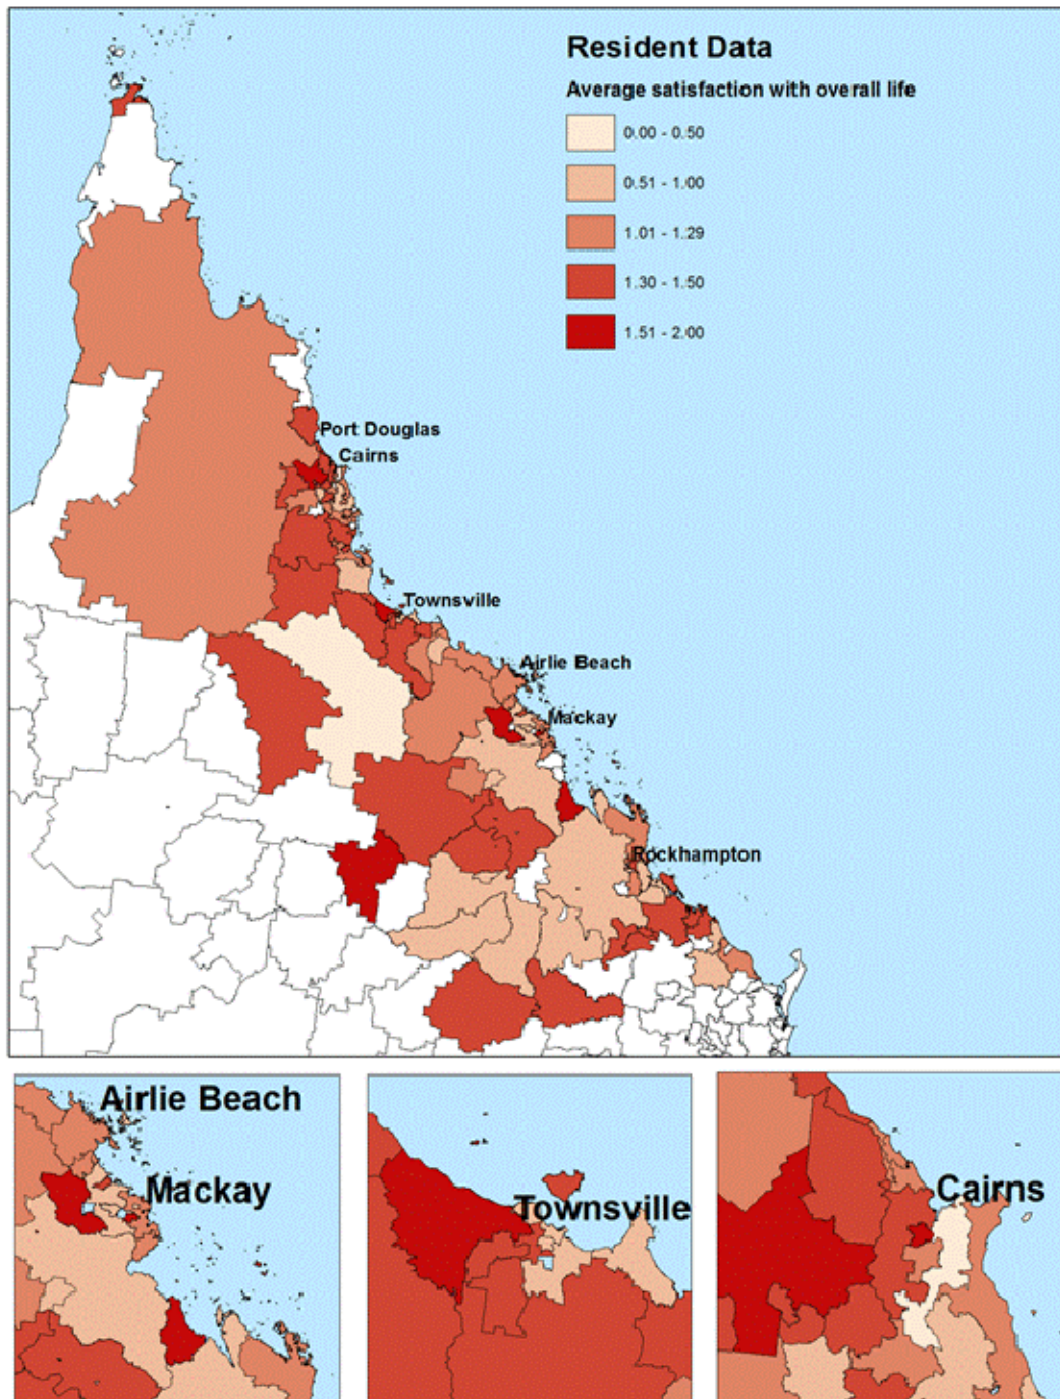 Resident Data
Average satisfaction with overall life
0.00 - 0.50
0.51 - 1.00
1.01 - 1.29
1.30 - 1.50
1.51 - 2.00
Port Douglas
Cairns
Townsville
Airlie Beach
Mackay
Rockhampton
Airlie Beach
Mackay
Townsville
Cairns